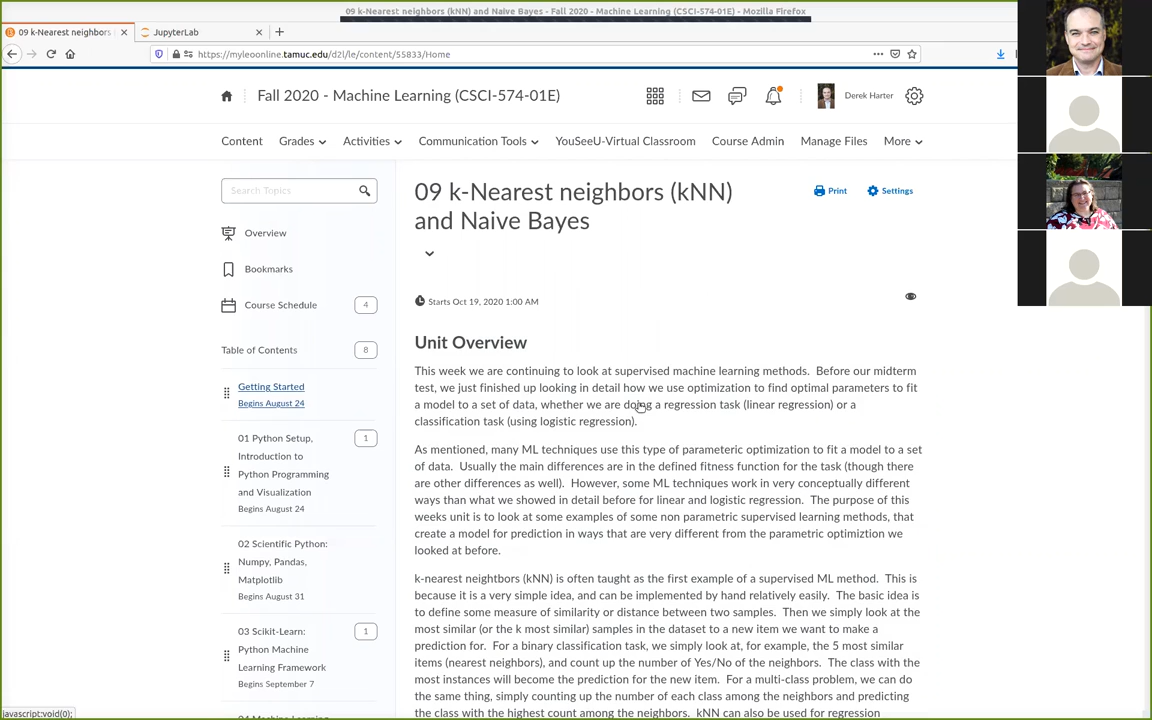 09 k-Nearest neighbors (kNN) and Naive Bayes - Fall 2020 - Machine Learning (CSCI-574-01E) - Mozilla Firefox
09 k-Nearest neighbors
JupyterLab
https://myleoonline.tamuc.edu/d2l/le/content/55833/Home
Fall 2020 - Machine Learning (CSCI-574-01E)
Derek Harter
Content
Grades
Activities
Communication Tools
YouSeeU-Virtual Classroom
Course Admin
Manage Files
More
Search Topics
Overview
Bookmarks
Course Schedule
4
Table of Contents
8
Getting Started
Begins August 24
01 Python Setup,
1
Introduction to
Python Programming
and Visualization
Begins August 24
02 Scientific Python:
Numpy, Pandas,
Matplotlib
Begins August 31
03 Scikit-Learn:
1
Python Machine
Learning Framework
Begins September 7
09 k-Nearest neighbors (kNN)
and Naive Bayes
Print
Settings
Starts Oct 19, 2020 1:00 AM
Unit Overview
This week we are continuing to look at supervised machine learning methods. Before our midterm
test, we just finished up looking in detail how we use optimization to find optimal parameters to fit
a model to a set of data, whether we are doing a regression task (linear regression) or a
classification task (using logistic regression).
As mentioned, many ML techniques use this type of parameteric optimization to fit a model to a set
of data. Usually the main differences are in the defined fitness function for the task (though there
are other differences as well). However, some ML techniques work in very conceptually different
ways than what we showed in detail before for linear and logistic regression. The purpose of this
weeks unit is to look at some examples of some non parametric supervised learning methods, that
create a model for prediction in ways that are very different from the parametric optimiztion we
looked at before.
k-nearest neightbors (kNN) is often taught as the first example of a supervised ML method. This is
because it is a very simple idea, and can be implemented by hand relatively easily. The basic idea is
to define some measure of similarity or distance between two samples. Then we simply look at the
most similar (or the k most similar) samples in the dataset to a new item we want to make a
prediction for. For a binary classification task, we simply look at, for example, the 5 most similar
items (nearest neighbors), and count up the number of Yes/No of the neighbors. The class with the
most instances will become the prediction for the new item. For a multi-class problem, we can do
the same thing, simply counting up the number of each class among the neighbors and predicting
the class with the highest count among the neighbors. kNN can also be used for regression
javascript:void(0);